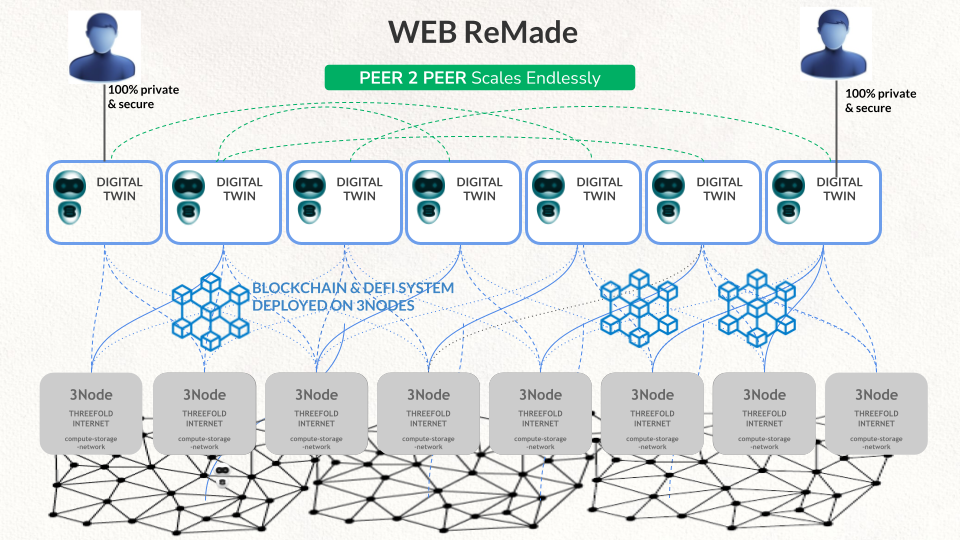 WEB ReMade
PEER 2 PEER Scales Endlessly
100% private
& secure
100% private
& secure
DIGITAL
TWIN
DIGITAL
TWIN
DIGITAL
TWIN
DIGITAL
TWIN
DIGITAL
TWIN
DIGITAL
TWIN
DIGITAL
TWIN
BLOCKCHAIN & DEFI SYSTEM
DEPLOYED ON 3NODES
3Node
THREEFOLD
INTERNET
compute-storage
-network
3Node
THREEFOLD
INTERNET
compute-storage
-network
3Node
THREEFOLD
INTERNET
compute-storage
-network
3Node
THREEFOLD
INTERNET
compute-storage
-network
3Node
THREEFOLD
INTERNET
compute-storage
-network
3Node
THREEFOLD
INTERNET
compute-storage
-network
3Node
THREEFOLD
INTERNET
compute-storage
-network
3Node
THREEFOLD
INTERNET
compute-storage
-network